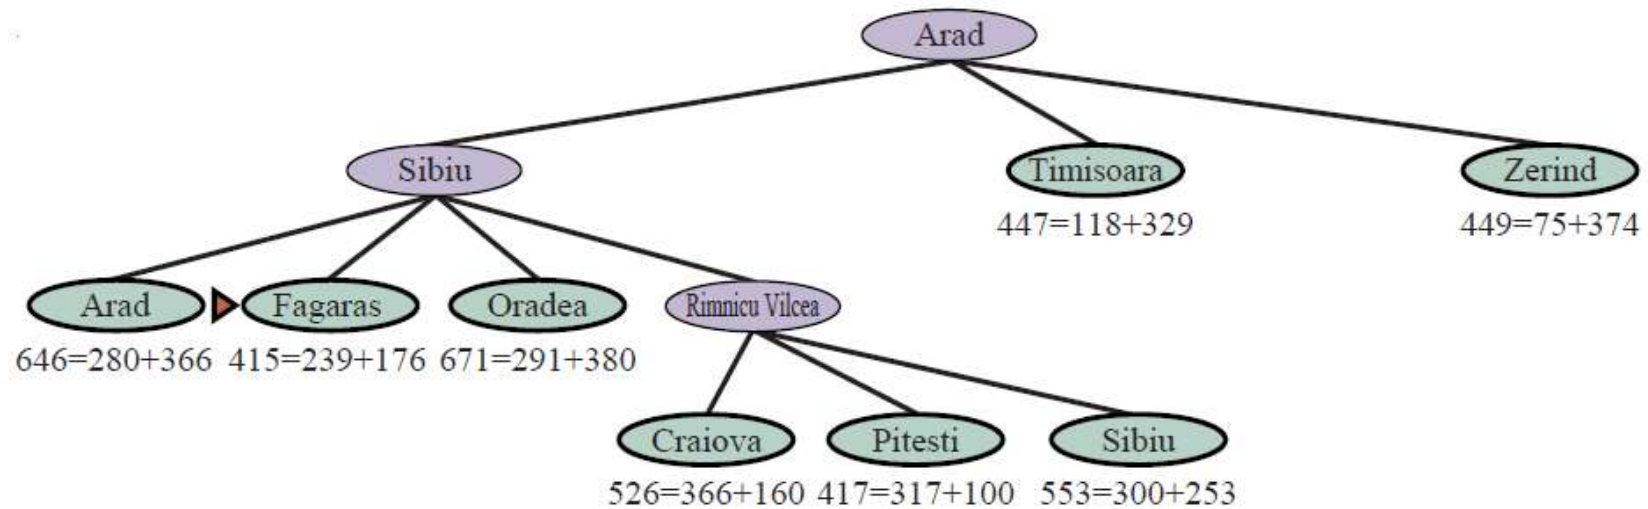 Arad
Sibiu
Timisoara
Zerind
447=118+329
449=75+374
Arad
Fagaras
Oradea
Rimnicu Vilcea
646=280+366
415=239+176
671=291+380
Craiova
Pitesti
Sibiu
526=366+160
417=317+100
553=300+253